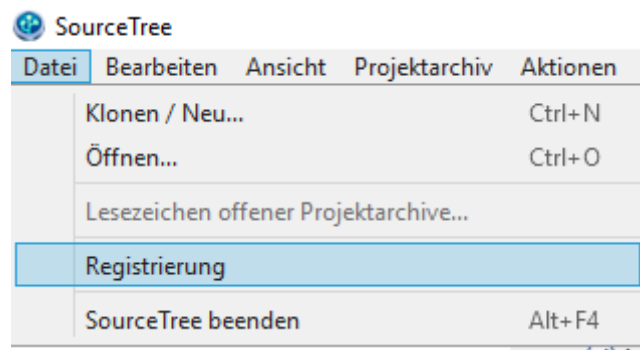 SourceTree
Datei Bearbeiten Ansicht Projektarchiv Aktionen
Klonen / Neu... Ctrl+N
Öffnen... Ctrl+O
Lesezeichen offener Projektarchive...
Registrierung
SourceTree beenden Alt+F4